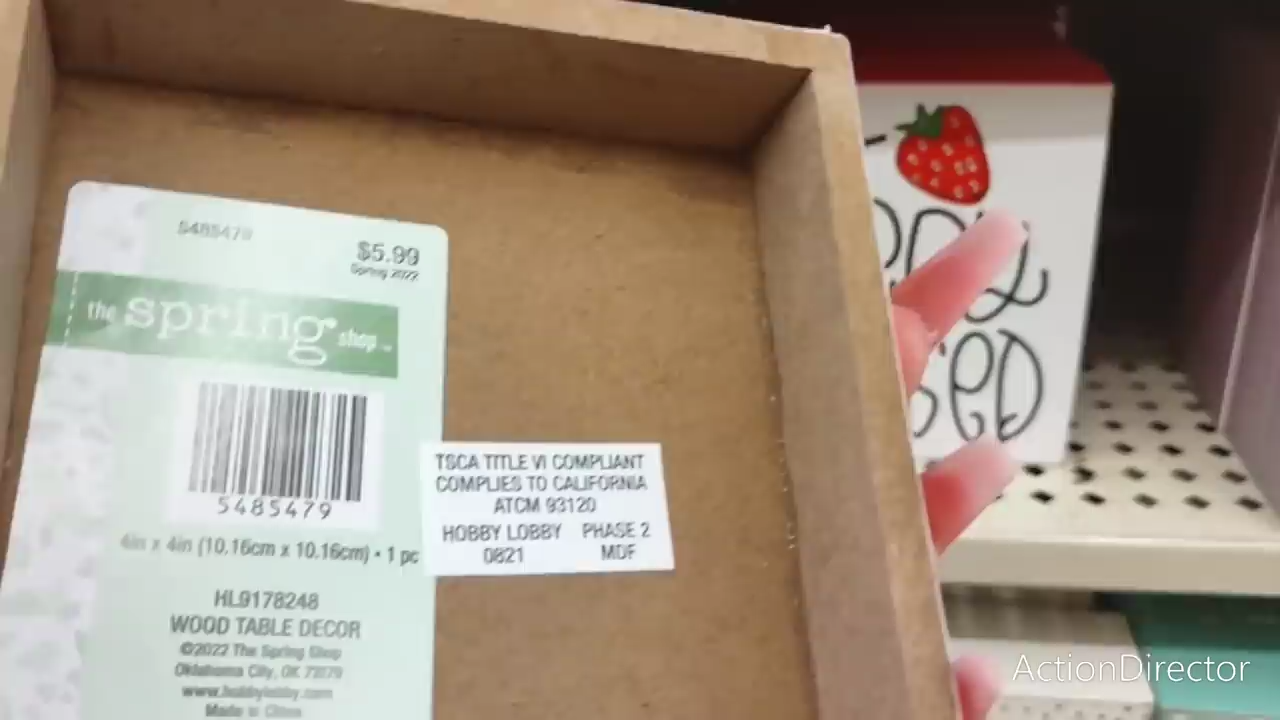 5485479
$5.99
Spring 2022
the spring shop
5485479
4in x 4in (10.16cm x 10.16cm) • 1 pc
HL9178248
WOOD TABLE DECOR
©2022 The Spring Shop
Oklahoma City, OK 73179
www.hobbylobby.com
Made in China
TSCA TITLE VI COMPLIANT
COMPLIES TO CALIFORNIA
ATCM 93120
HOBBY LOBBY PHASE 2
0821 MDF
ActionDirector